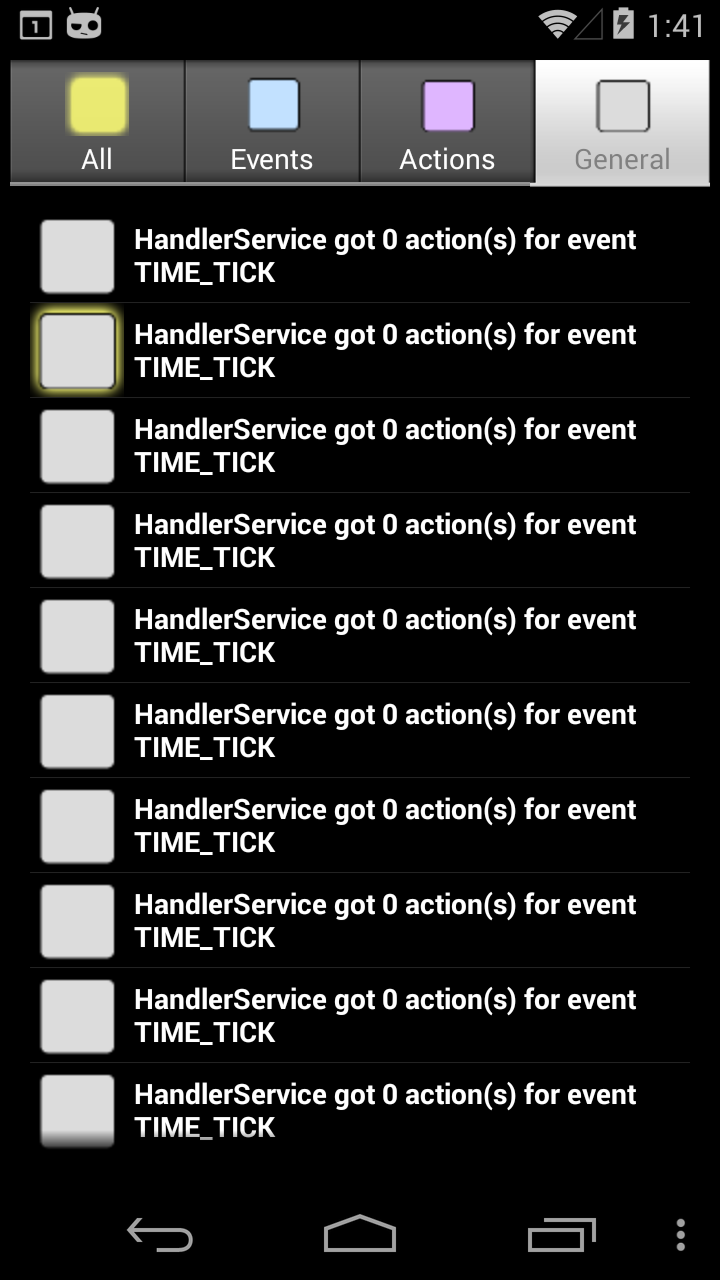 1
1:41
All
Events
Actions
General
HandlerService got 0 action(s) for event
TIME_TICK
HandlerService got 0 action(s) for event
TIME_TICK
HandlerService got 0 action(s) for event
TIME_TICK
HandlerService got 0 action(s) for event
TIME_TICK
HandlerService got 0 action(s) for event
TIME_TICK
HandlerService got 0 action(s) for event
TIME_TICK
HandlerService got 0 action(s) for event
TIME_TICK
HandlerService got 0 action(s) for event
TIME_TICK
HandlerService got 0 action(s) for event
TIME_TICK
HandlerService got 0 action(s) for event
TIME_TICK